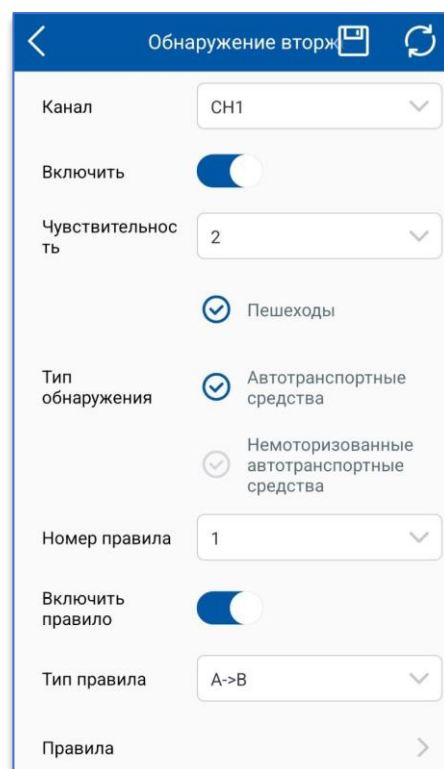 Обнаружение вторж
Канал
CH1
Включить
Чувствительнос
ть
2
Пешеходы
Тип
обнаружения
Автотранспортные
средства
Немоторизованные
автотранспортные
средства
Номер правила
1
Включить
правило
Тип правила
A->B
Правила